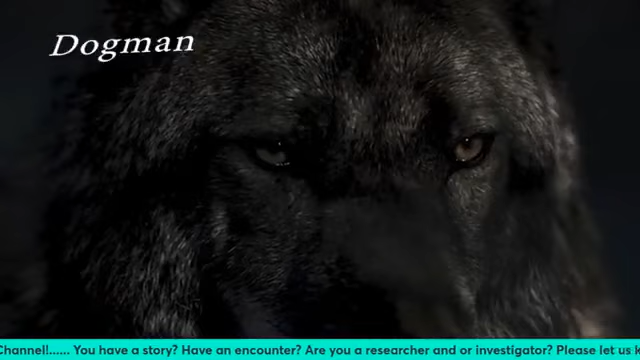 Dogman
Channel!...... You have a story? Have an encounter? Are you a researcher and or investigator? Please let us k